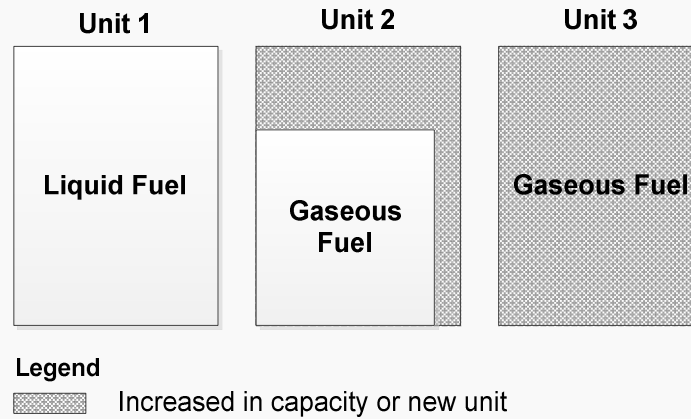 Unit 1
Unit 2
Unit 3
Liquid Fuel
Gaseous
Fuel
Gaseous Fuel
Legend
Increased in capacity or new unit